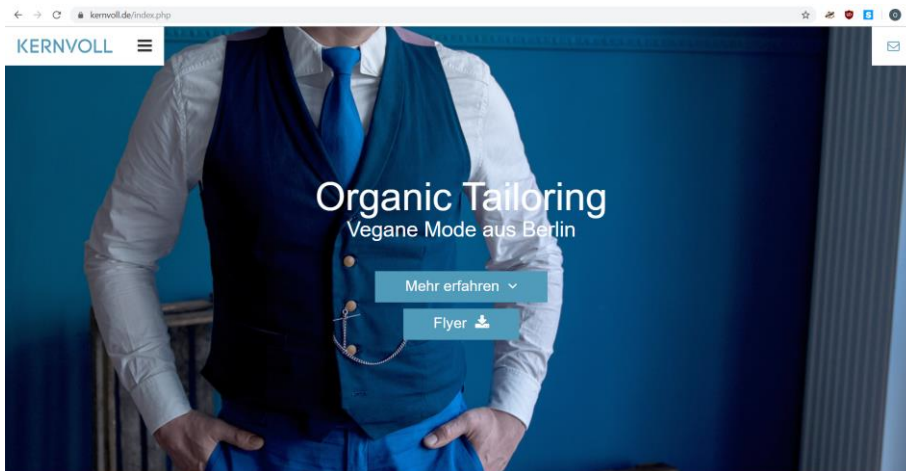 kernvoll.de/index.php
KERNVOLL
Organic Tailoring
Vegane Mode aus Berlin
Mehr erfahren
Flyer